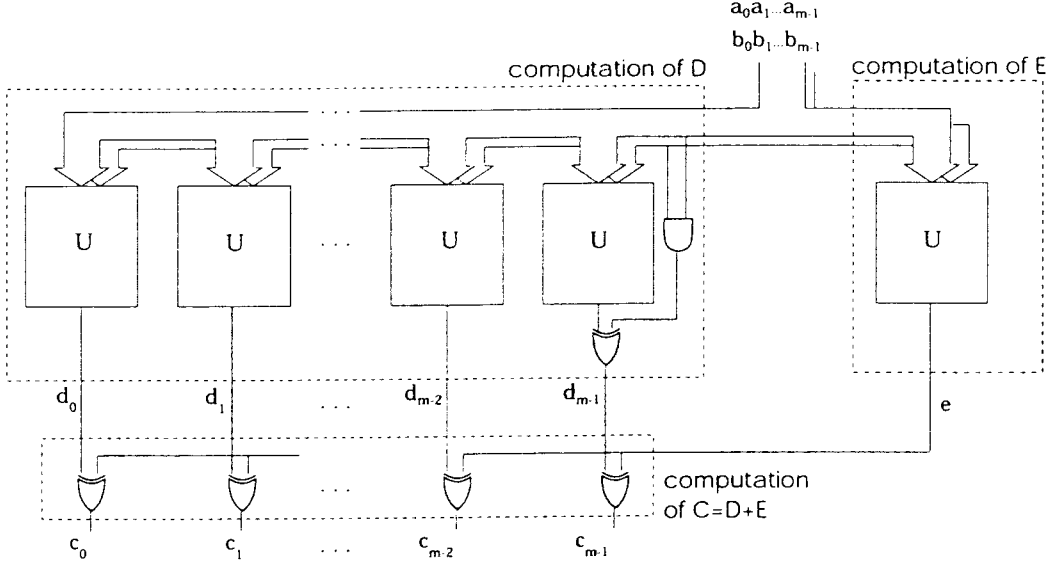 a₀a₁...aₘ₋₁
b₀b₁...bₘ₋₁
computation of D
computation of E
. . .
. . .
U U . . . U U U
d₀ d₁ . . . dₘ₋₂ dₘ₋₁ e
. . .
computation
of C=D+E
c₀ c₁ . . . cₘ₋₂ cₘ₋₁